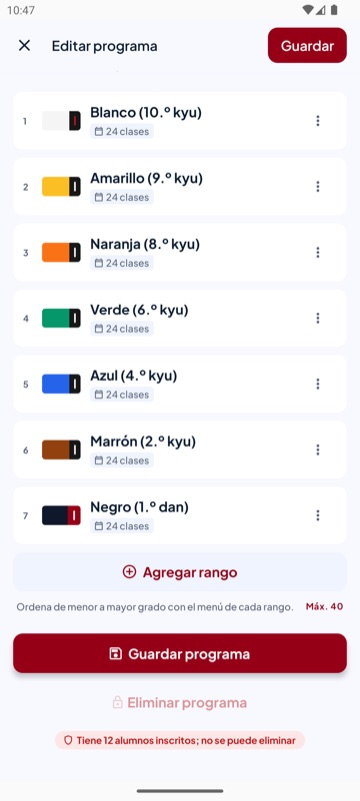 10:47
Editar programa
Guardar
1
Blanco (10.º kyu)
24 clases
2
Amarillo (9.º kyu)
24 clases
3
Naranja (8.º kyu)
24 clases
4
Verde (6.º kyu)
24 clases
5
Azul (4.º kyu)
24 clases
6
Marrón (2.º kyu)
24 clases
7
Negro (1.º dan)
24 clases
Agregar rango
Ordena de menor a mayor grado con el menú de cada rango. Máx. 40
Guardar programa
Eliminar programa
Tiene 12 alumnos inscritos; no se puede eliminar